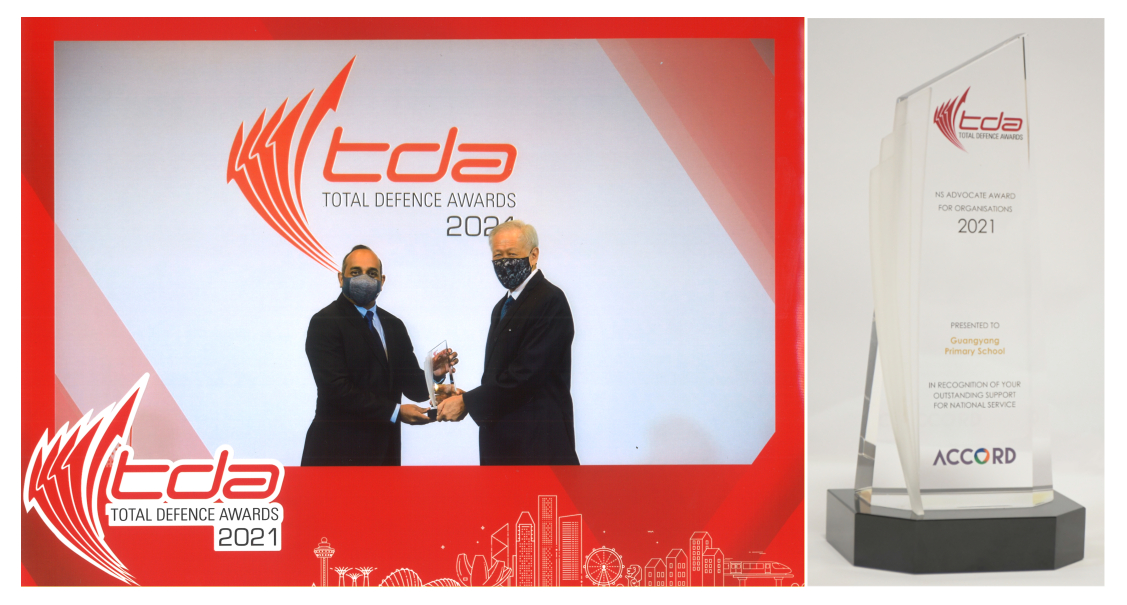 tda
TOTAL DEFENCE AWARDS
2021
tda
TOTAL DEFENCE AWARDS
2021
tda
TOTAL DEFENCE AWARDS
NS ADVOCATE AWARD
FOR ORGANISATIONS
2021
PRESENTED TO
Guangyang
Primary School
IN RECOGNITION OF YOUR
OUTSTANDING SUPPORT
FOR NATIONAL SERVICE
ACCORD